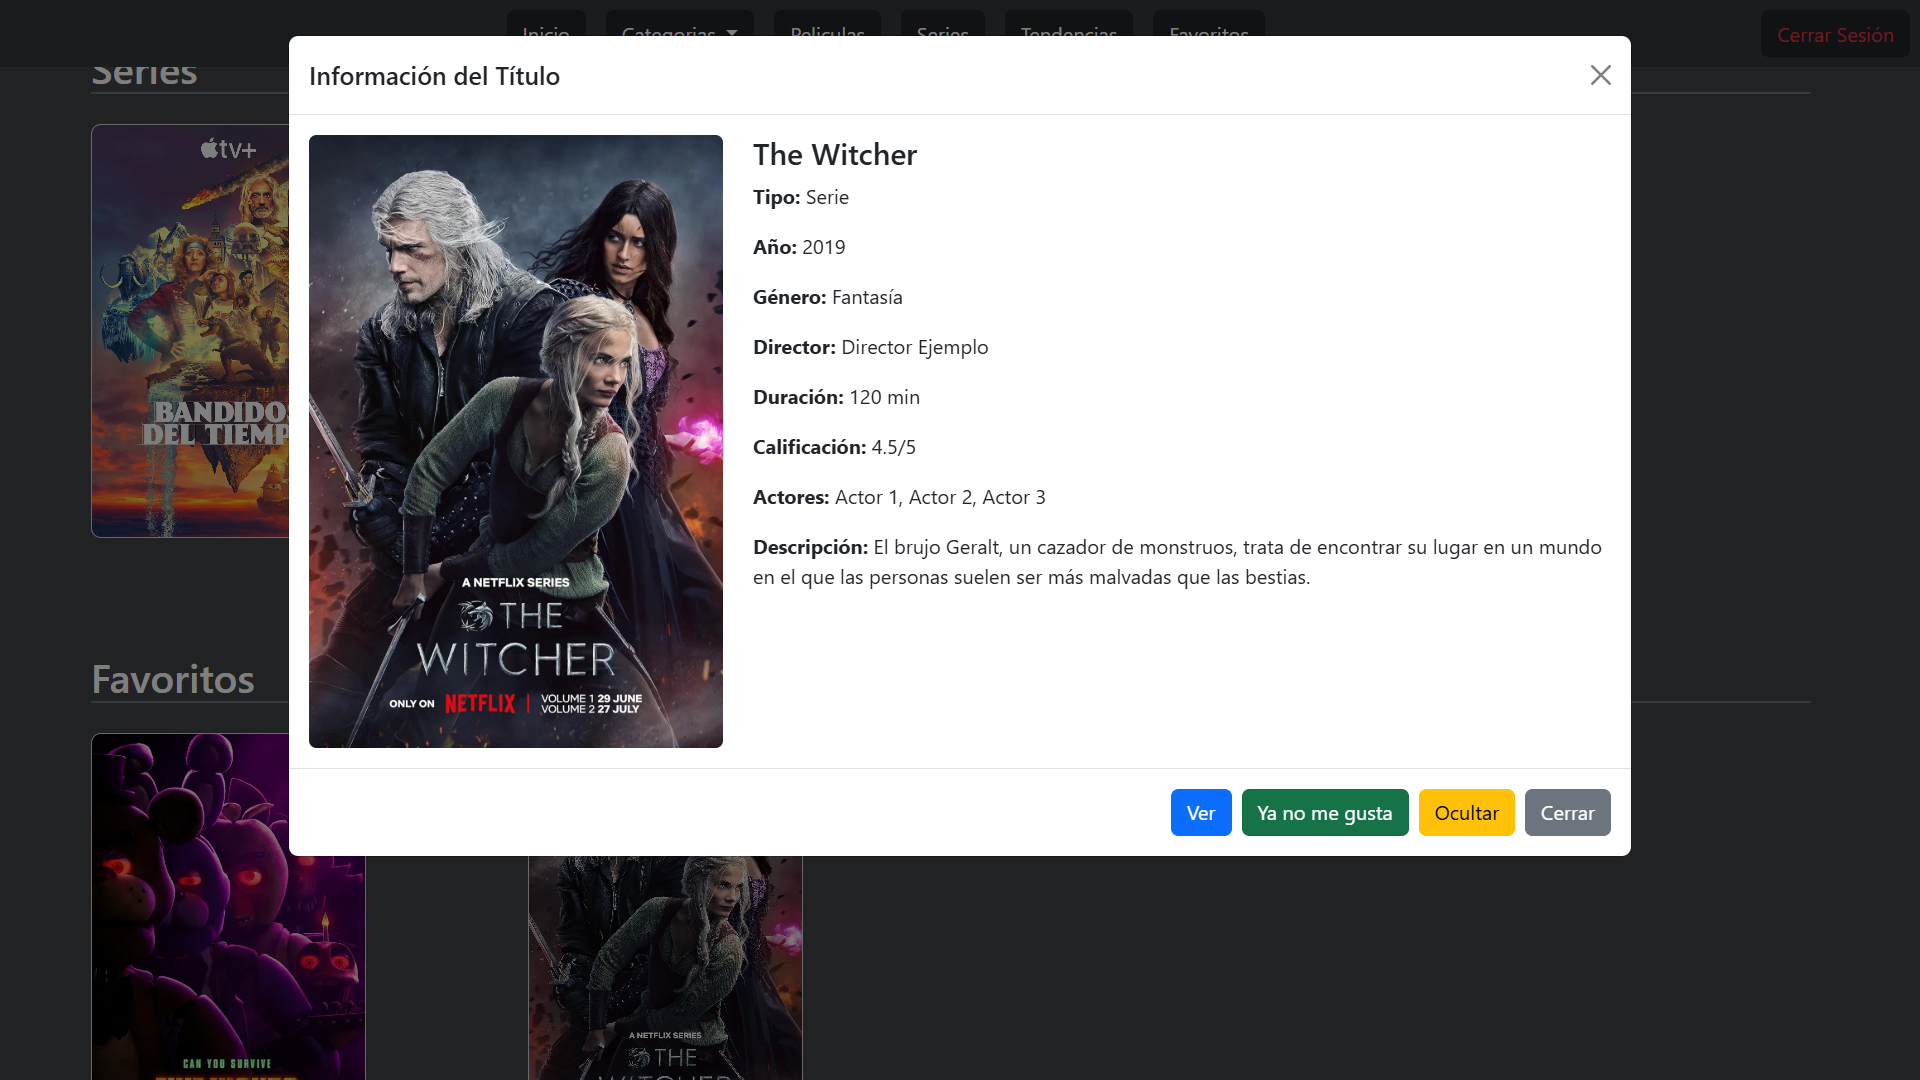 Inicio
Categorias
Peliculas
Series
Tendencias
Favoritos
Cerrar Sesión
Series
Información del Título
tv+
BANDIDOS
DEL TIEMP
A NETFLIX SERIES
THE
WITCHER
ONLY ON NETFLIX
VOLUME 1 29 JUNE
VOLUME 2 27 JULY
The Witcher
Tipo: Serie
Año: 2019
Género: Fantasía
Director: Director Ejemplo
Duración: 120 min
Calificación: 4.5/5
Actores: Actor 1, Actor 2, Actor 3
Descripción: El brujo Geralt, un cazador de monstruos, trata de encontrar su lugar en un mundo
en el que las personas suelen ser más malvadas que las bestias.
Favoritos
Ver
Ya no me gusta
Ocultar
Cerrar
CAN YOU SURVIVE
A NETFLIX SERIES
THE
WITCHER